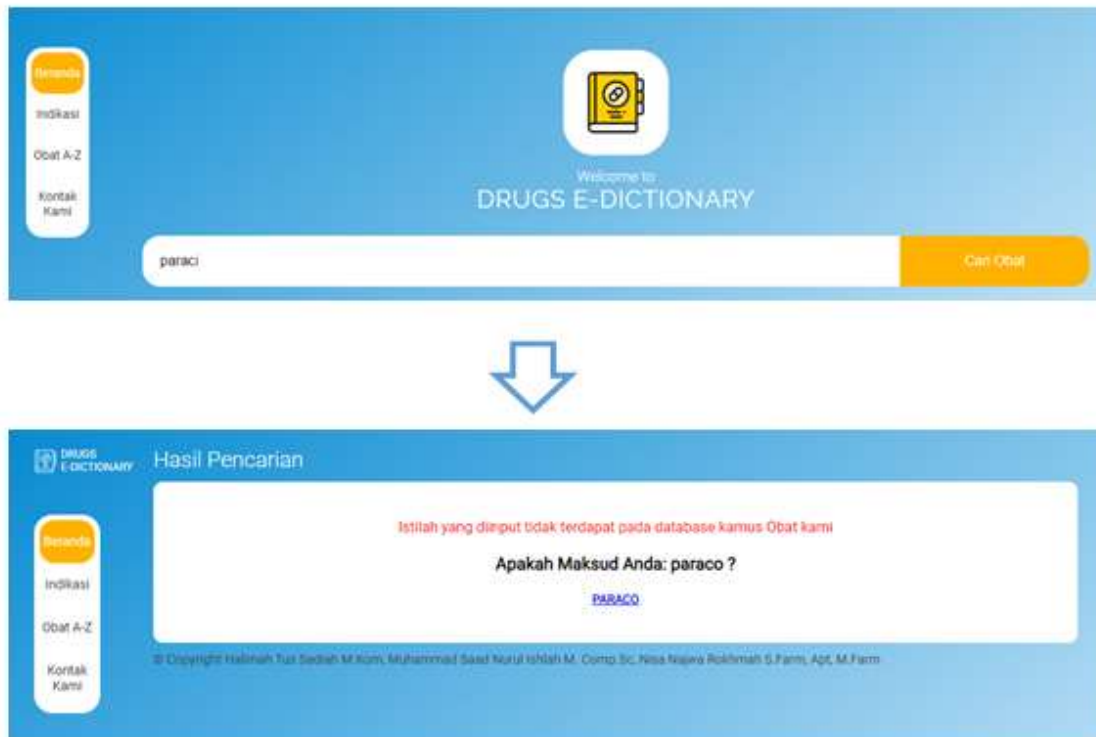 Beranda
Indikasi
Obat A-Z
Kontak
Kami
Welcome to
DRUGS E-DICTIONARY
paraci
Cari Obat
DRUGS
E-DICTIONARY
Hasil Pencarian
Istilah yang diinput tidak terdapat pada database kamus Obat kami
Apakah Maksud Anda: paraco ?
PARACO
Beranda
Indikasi
Obat A-Z
Kontak
Kami
© Copyright Halimah Tus Sadiah M.Kom, Muhammad Saad Nurul Ishlah M. Comp.Sc, Nisa Najwa Rokhmah S.Farm, Apt, M.Farm